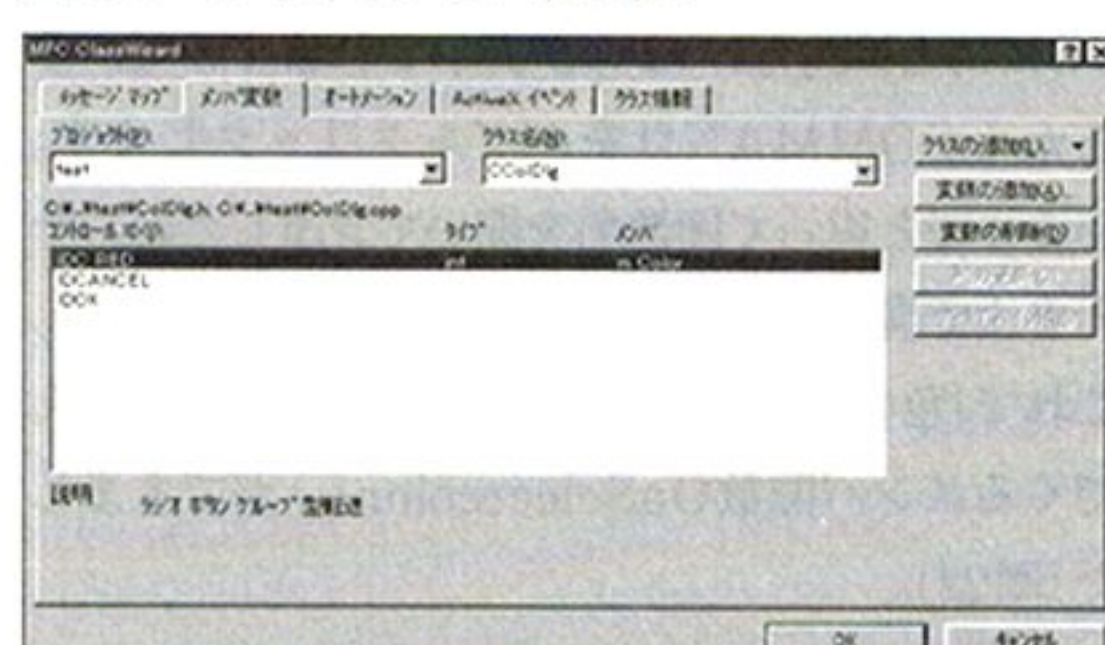 MFC ClassWizard
メッセージ マップ メンバ変数 オートメーション ActiveX イベント クラス情報
プロジェクト(P): クラス名(N):
test CColDlg
クラスの追加(C)...
変数の追加(A)...
変数の削除(D)
C:¥..¥test¥ColDlg.h, C:¥..¥test¥ColDlg.cpp
コントロール ID(I): タイプ メンバ
IDC_RED int m_Color
IDCANCEL
IDOK
説明: ラジオ ボタン グループ
OK キャンセル